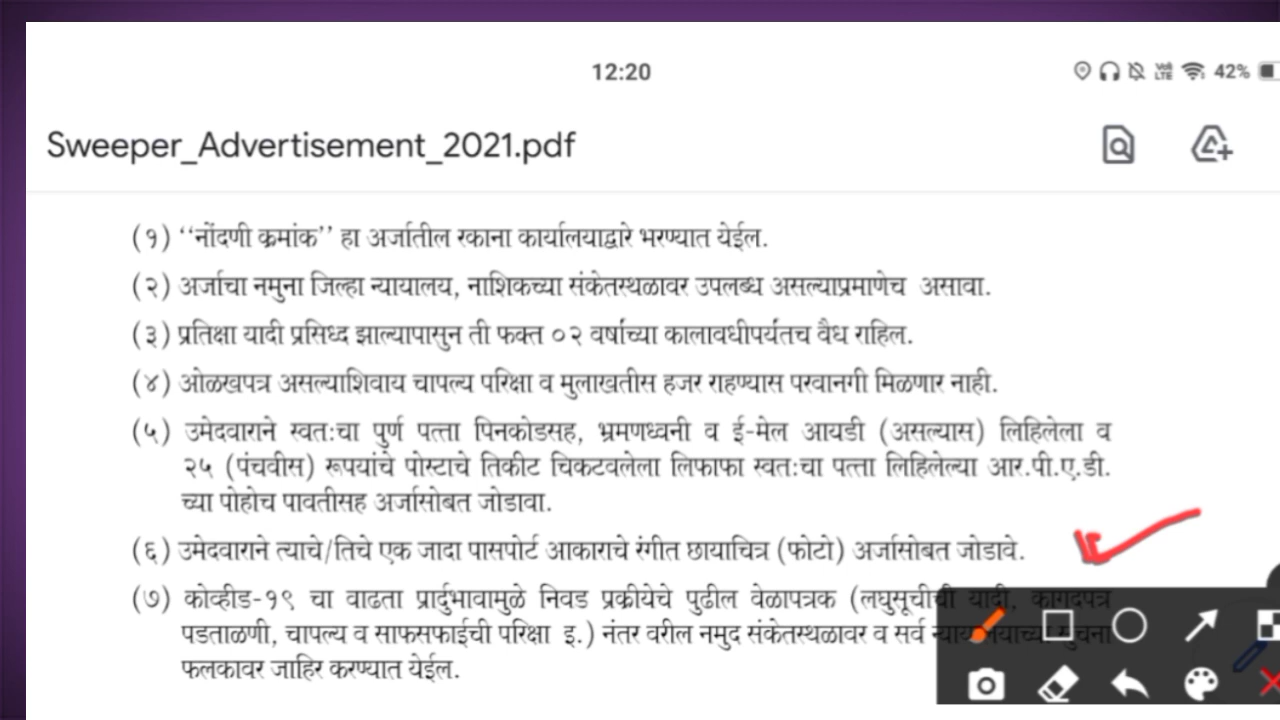 12:20
42%
Sweeper_Advertisement_2021.pdf
(१) ‘‘नोंदणी क्रमांक’’ हा अर्जातील रकाना कार्यालयाद्वारे भरण्यात येईल.
(२) अर्जाचा नमुना जिल्हा न्यायालय, नाशिकच्या संकेतस्थळावर उपलब्ध असल्याप्रमाणेच असावा.
(३) प्रतिक्षा यादी प्रसिध्द झाल्यापासुन ती फक्त ०२ वर्षाच्या कालावधीपर्यंतच वैध राहिल.
(४) ओळखपत्र असल्याशिवाय चापल्य परिक्षा व मुलाखतीस हजर राहण्यास परवानगी मिळणार नाही.
(५) उमेदवाराने स्वतःचा पुर्ण पत्ता पिनकोडसह, भ्रमणध्वनी व ई-मेल आयडी (असल्यास) लिहिलेला व
२५ (पंचवीस) रूपयांचे पोस्टाचे तिकीट चिकटवलेला लिफाफा स्वतःचा पत्ता लिहिलेल्या आर.पी.ए.डी.
च्या पोहोच पावतीसह अर्जासोबत जोडावा.
(६) उमेदवाराने त्याचे/तिचे एक जादा पासपोर्ट आकाराचे रंगीत छायाचित्र (फोटो) अर्जासोबत जोडावे.
(७) कोव्हीड-१९ चा वाढता प्रार्दुभावामुळे निवड प्रक्रीयेचे पुढील वेळापत्रक (लघुसूचीची यादी, कागदपत्र
पडताळणी, चापल्य व साफसफाईची परिक्षा इ.) नंतर वरील नमुद संकेतस्थळावर व सर्व न्यायालयाच्या सुचना
फलकावर जाहिर करण्यात येईल.